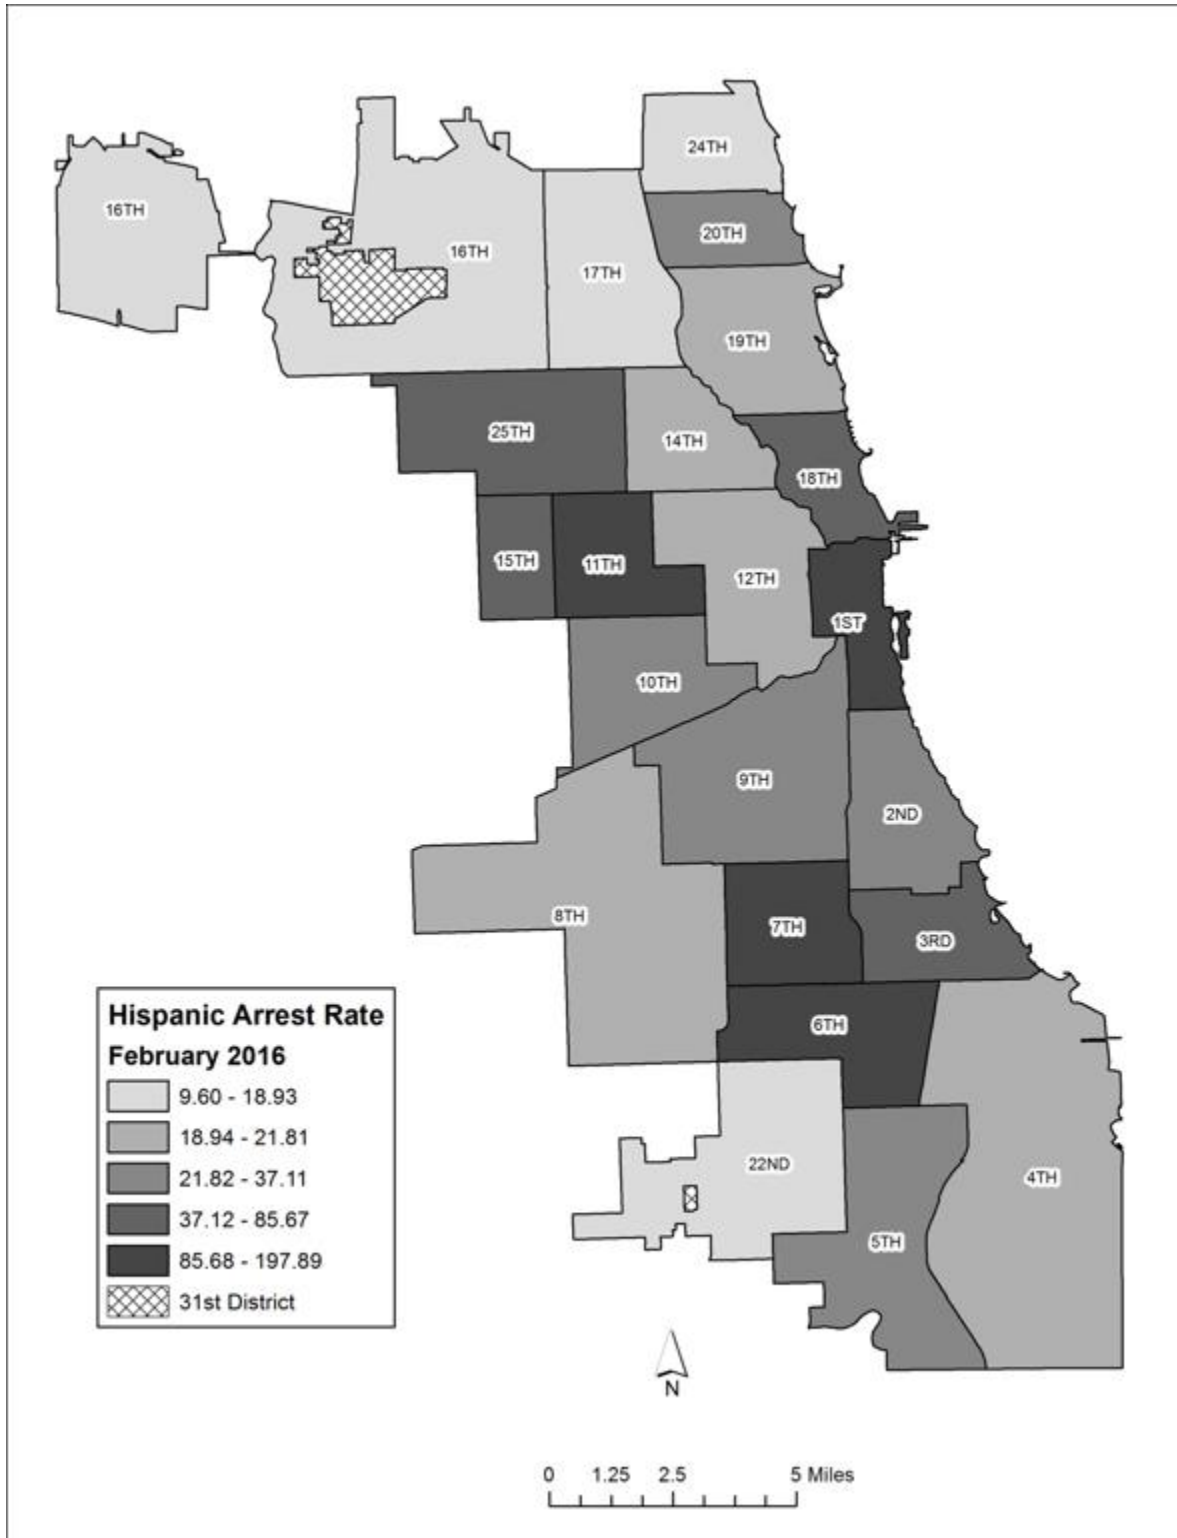 24TH
16TH
20TH
16TH
17TH
19TH
25TH
14TH
18TH
15TH
11TH
12TH
1ST
10TH
9TH
2ND
8TH
7TH
3RD
6TH
22ND
4TH
5TH
Hispanic Arrest Rate
February 2016
9.60 - 18.93
18.94 - 21.81
21.82 - 37.11
37.12 - 85.67
85.68 - 197.89
31st District
N
0 1.25 2.5 5 Miles